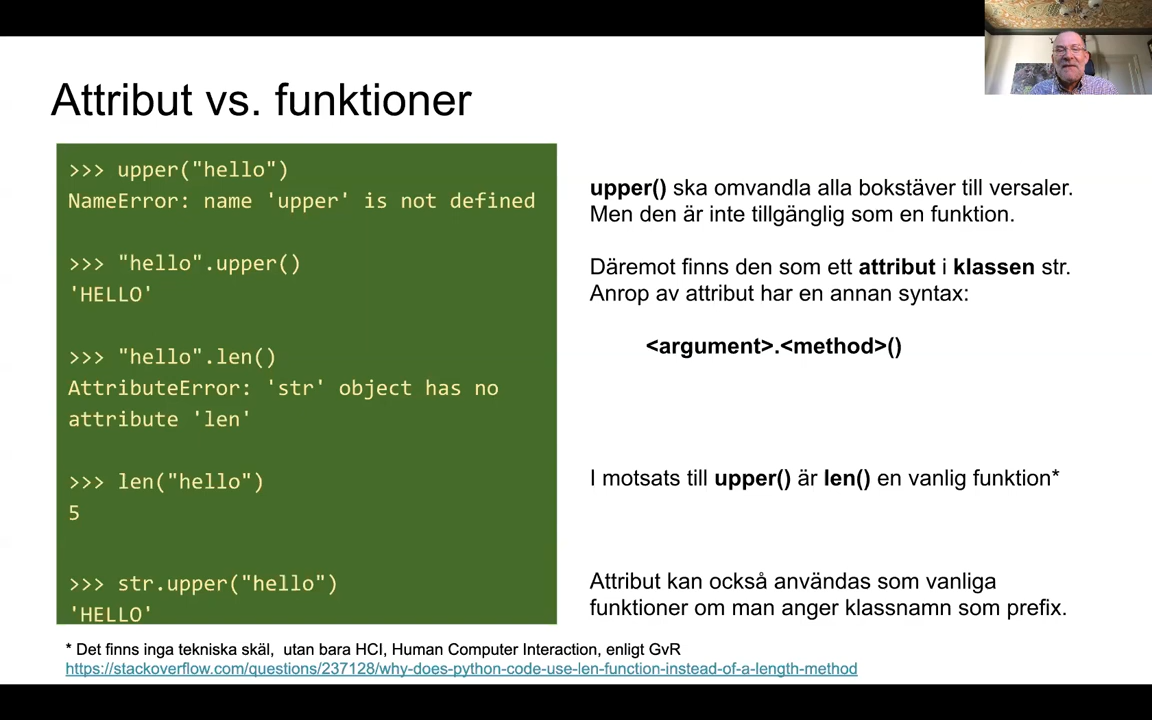 Attribut vs. funktioner
>>> upper("hello")
NameError: name 'upper' is not defined
>>> "hello".upper()
'HELLO'
>>> "hello".len()
AttributeError: 'str' object has no
attribute 'len'
>>> len("hello")
5
>>> str.upper("hello")
'HELLO'
upper() ska omvandla alla bokstäver till versaler.
Men den är inte tillgänglig som en funktion.
Däremot finns den som ett attribut i klassen str.
Anrop av attribut har en annan syntax:
<argument>.<method>()
I motsats till upper() är len() en vanlig funktion*
Attribut kan också användas som vanliga
funktioner om man anger klassnamn som prefix.
* Det finns inga tekniska skäl, utan bara HCI, Human Computer Interaction, enligt GvR
https://stackoverflow.com/questions/237128/why-does-python-code-use-len-function-instead-of-a-length-method